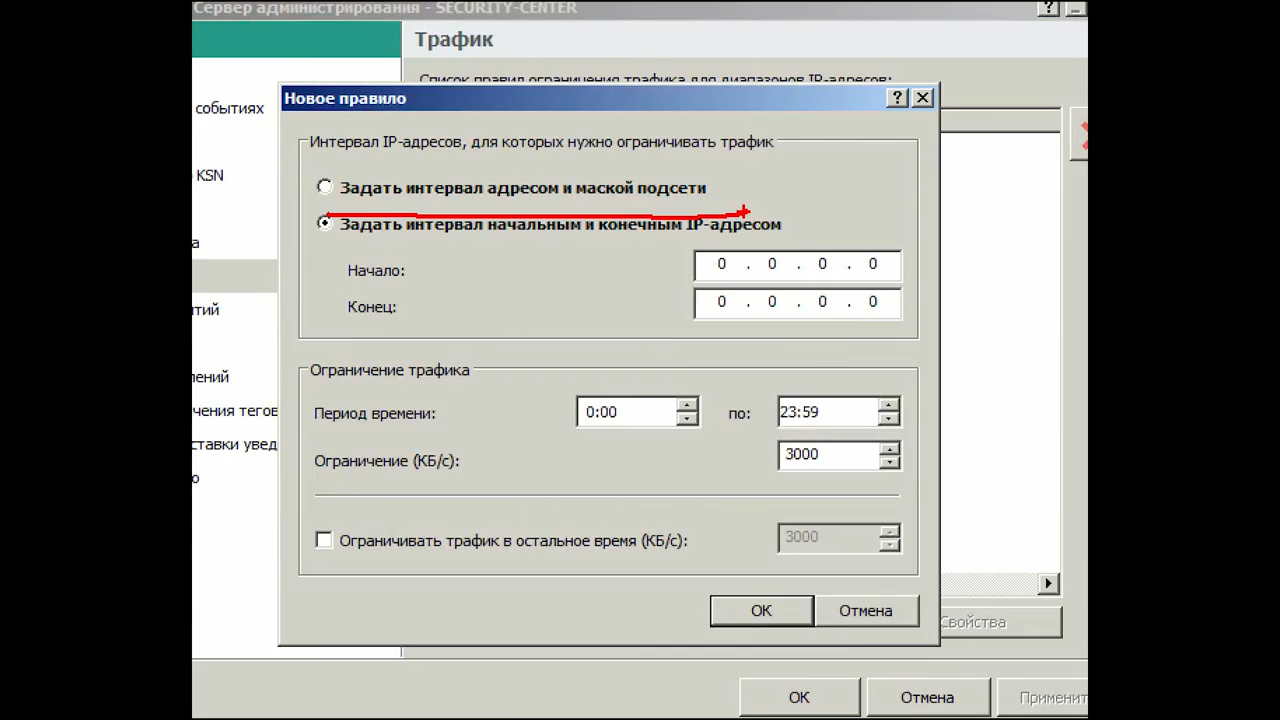 Сервер администрирования - SECURITY-CENTER
Трафик
Список правил ограничения трафика для диапазонов IP-адресов:
событиях
KSN
Новое правило
Интервал IP-адресов, для которых нужно ограничивать трафик
Задать интервал адресом и маской подсети
Задать интервал начальным и конечным IP-адресом
Начало: 0 . 0 . 0 . 0
Конец: 0 . 0 . 0 . 0
Ограничение трафика
Период времени: 0:00 по: 23:59
Ограничение (КБ/с): 3000
Ограничивать трафик в остальное время (КБ/с): 3000
ОК Отмена
а
тий
лений
чения тегов
ставки увед
о
Свойства
ОК Отмена Применит